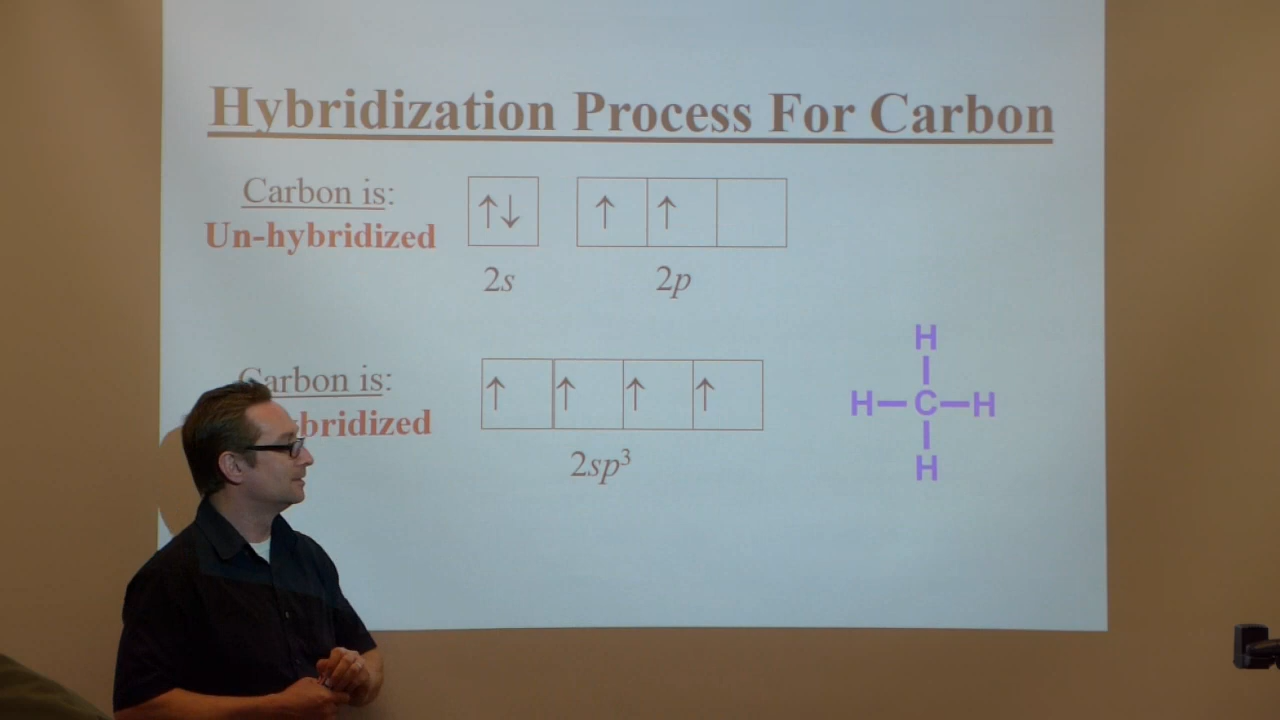 Hybridization Process For Carbon
Carbon is:
Un-hybridized
↑↓ ↑ ↑
2s 2p
Carbon is:
bridized
↑ ↑ ↑ ↑
2sp³
H
H–C–H
H